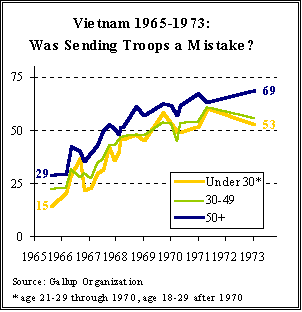 Vietnam 1965-1973:
Was Sending Troops a Mistake?
75
50
25
0
69
53
29
15
Under 30*
30-49
50+
1965 1966 1967 1968 1969 1970 1971 1972 1973
Source: Gallup Organization
* age 21-29 through 1970, age 18-29 after 1970